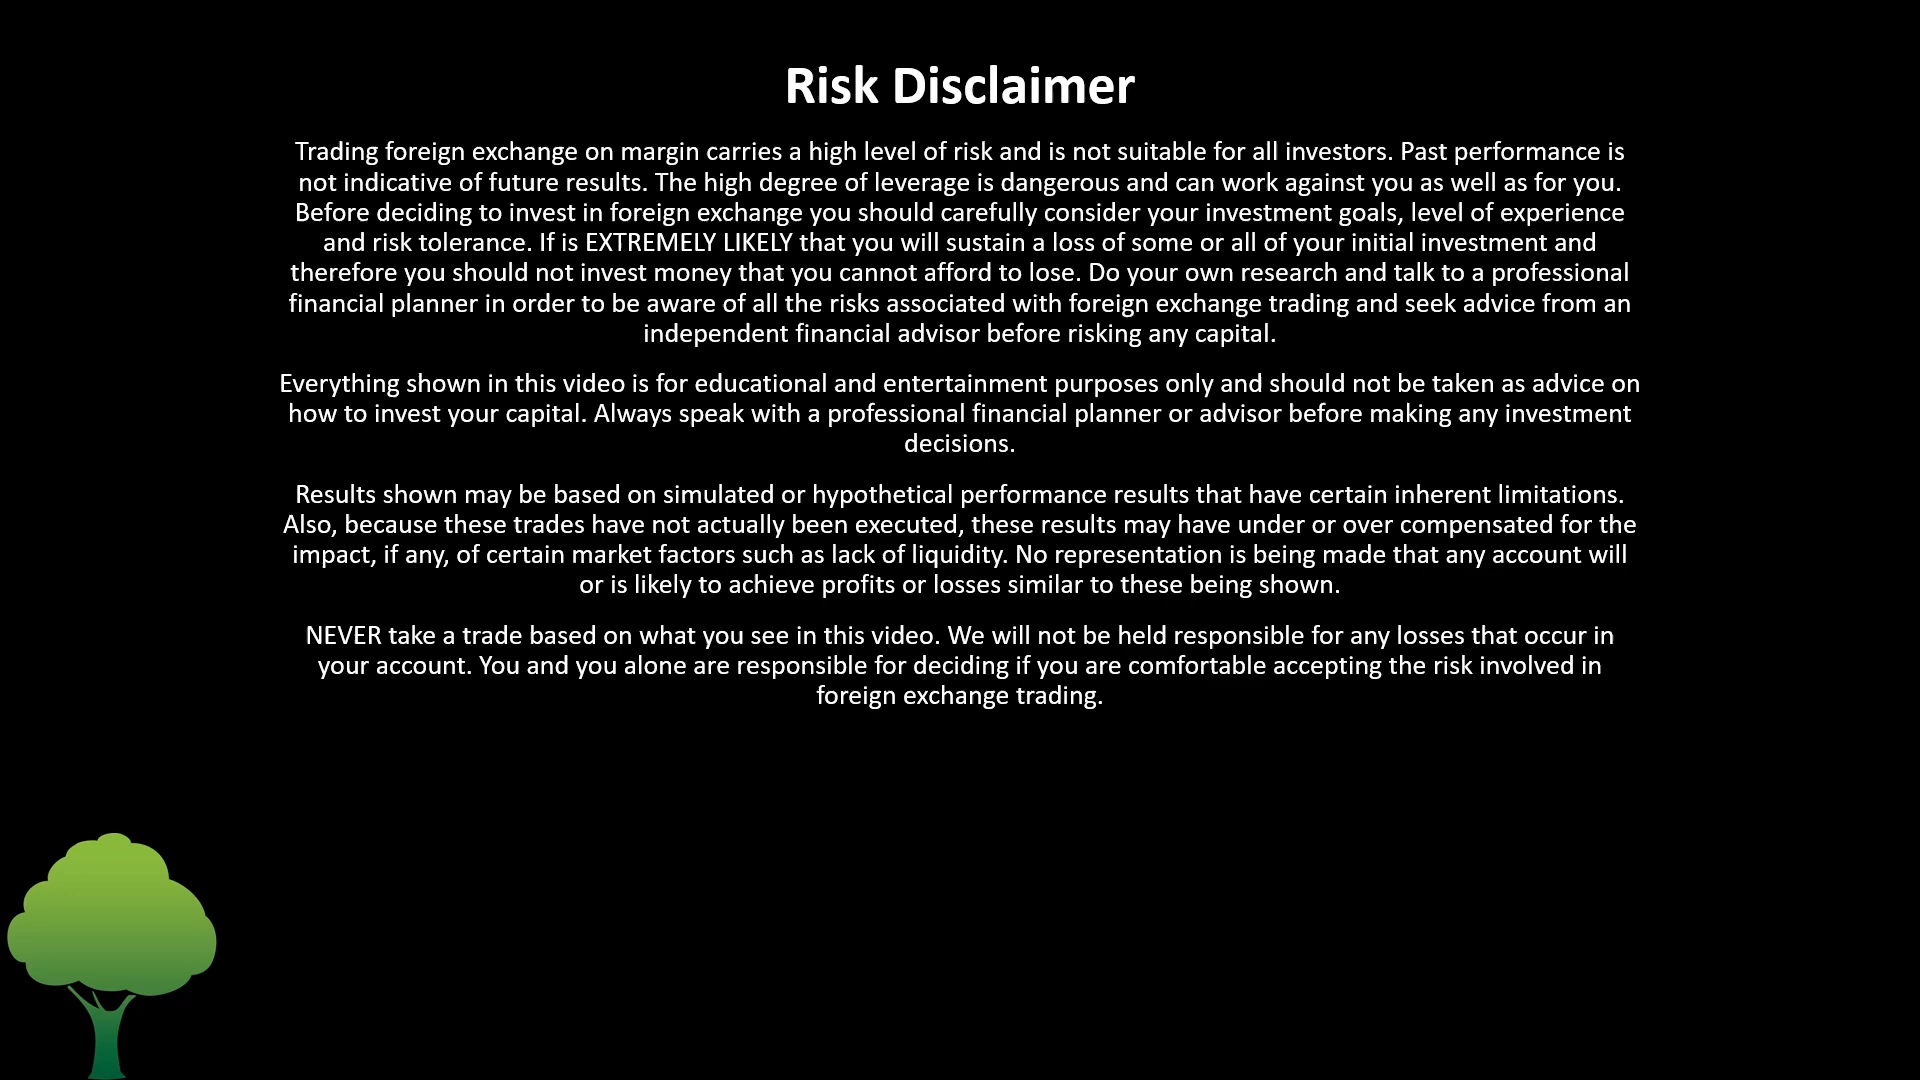 Risk Disclaimer
Trading foreign exchange on margin carries a high level of risk and is not suitable for all investors. Past performance is
not indicative of future results. The high degree of leverage is dangerous and can work against you as well as for you.
Before deciding to invest in foreign exchange you should carefully consider your investment goals, level of experience
and risk tolerance. If is EXTREMELY LIKELY that you will sustain a loss of some or all of your initial investment and
therefore you should not invest money that you cannot afford to lose. Do your own research and talk to a professional
financial planner in order to be aware of all the risks associated with foreign exchange trading and seek advice from an
independent financial advisor before risking any capital.
Everything shown in this video is for educational and entertainment purposes only and should not be taken as advice on
how to invest your capital. Always speak with a professional financial planner or advisor before making any investment
decisions.
Results shown may be based on simulated or hypothetical performance results that have certain inherent limitations.
Also, because these trades have not actually been executed, these results may have under or over compensated for the
impact, if any, of certain market factors such as lack of liquidity. No representation is being made that any account will
or is likely to achieve profits or losses similar to these being shown.
NEVER take a trade based on what you see in this video. We will not be held responsible for any losses that occur in
your account. You and you alone are responsible for deciding if you are comfortable accepting the risk involved in
foreign exchange trading.